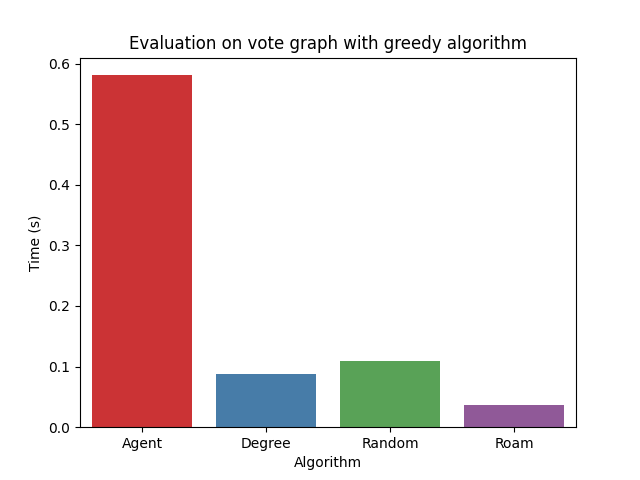 Evaluation on vote graph with greedy algorithm
0.6
0.5
0.4
0.3
0.2
0.1
0.0
Time (s)
Agent Degree Random Roam
Algorithm